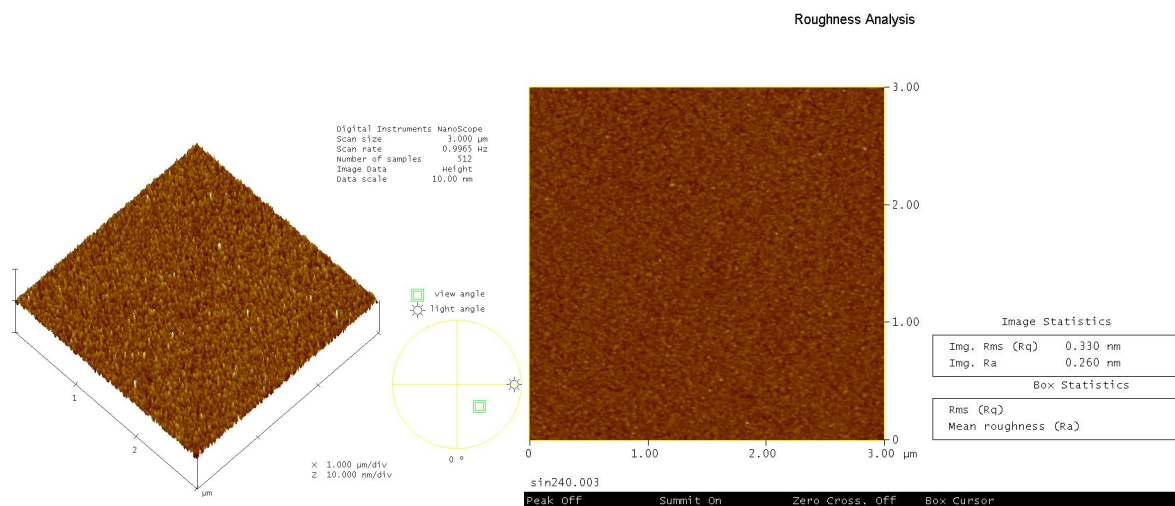 Roughness Analysis
Digital Instruments NanoScope
Scan size 3.000 µm
Scan rate 0.9965 Hz
Number of samples 512
Image Data Height
Data scale 10.00 nm
view angle
light angle
0 °
1
2
µm
X 1.000 µm/div
Z 10.000 nm/div
3.00
2.00
1.00
0
0 1.00 2.00 3.00 µm
sin240.003
Image Statistics
Img. Rms (Rq) 0.330 nm
Img. Ra 0.260 nm
Box Statistics
Rms (Rq)
Mean roughness (Ra)
Peak Off Summit On Zero Cross. Off Box Cursor